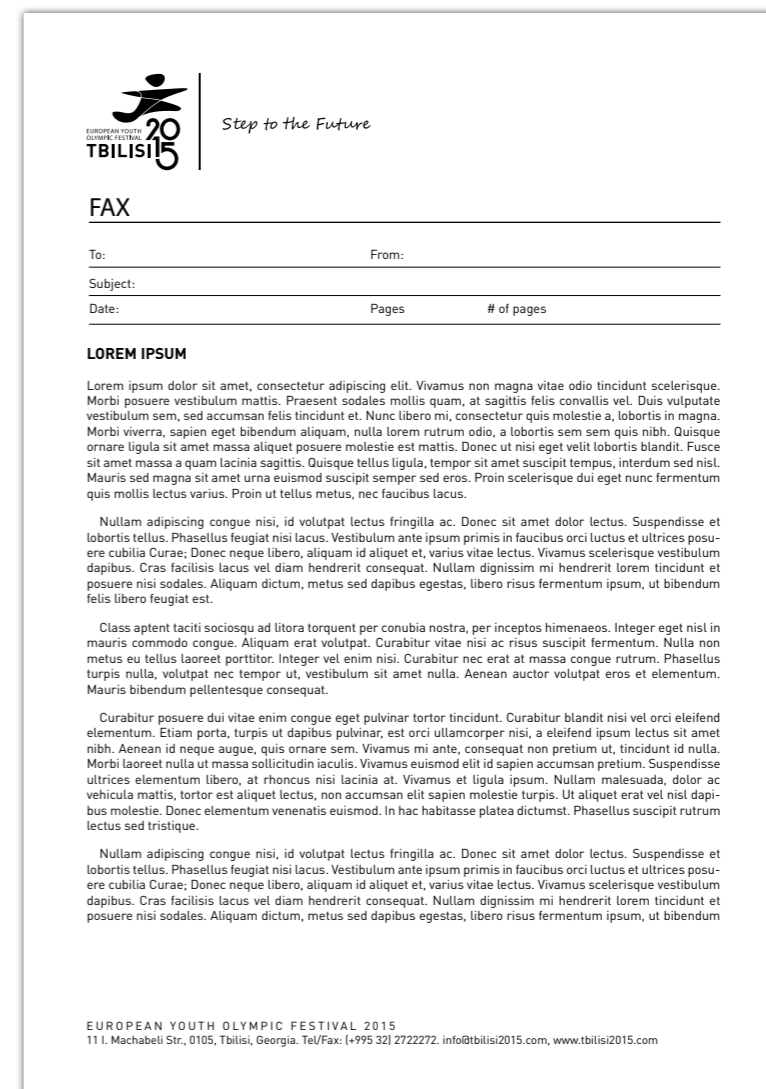 EUROPEAN YOUTH
OLYMPIC FESTIVAL
TBILISI
20
15
Step to the Future
FAX
To: From:
Subject:
Date: Pages # of pages
LOREM IPSUM
Lorem ipsum dolor sit amet, consectetur adipiscing elit. Vivamus non magna vitae odio tincidunt scelerisque.
Morbi posuere vestibulum mattis. Praesent sodales mollis quam, at sagittis felis convallis vel. Duis vulputate
vestibulum sem, sed accumsan felis tincidunt et. Nunc libero mi, consectetur quis molestie a, lobortis in magna.
Morbi viverra, sapien eget bibendum aliquam, nulla lorem rutrum odio, a lobortis sem sem quis nibh. Quisque
ornare ligula sit amet massa aliquet posuere molestie est mattis. Donec ut nisi eget velit lobortis blandit. Fusce
sit amet massa a quam lacinia sagittis. Quisque tellus ligula, tempor sit amet suscipit tempus, interdum sed nisl.
Mauris sed magna sit amet urna euismod suscipit semper sed eros. Proin scelerisque dui eget nunc fermentum
quis mollis lectus varius. Proin ut tellus metus, nec faucibus lacus.
Nullam adipiscing congue nisi, id volutpat lectus fringilla ac. Donec sit amet dolor lectus. Suspendisse et
lobortis tellus. Phasellus feugiat nisi lacus. Vestibulum ante ipsum primis in faucibus orci luctus et ultrices posu-
ere cubilia Curae; Donec neque libero, aliquam id aliquet et, varius vitae lectus. Vivamus scelerisque vestibulum
dapibus. Cras facilisis lacus vel diam hendrerit consequat. Nullam dignissim mi hendrerit lorem tincidunt et
posuere nisi sodales. Aliquam dictum, metus sed dapibus egestas, libero risus fermentum ipsum, ut bibendum
felis libero feugiat est.
Class aptent taciti sociosqu ad litora torquent per conubia nostra, per inceptos himenaeos. Integer eget nisl in
mauris commodo congue. Aliquam erat volutpat. Curabitur vitae nisi ac risus suscipit fermentum. Nulla non
metus eu tellus laoreet porttitor. Integer vel enim nisi. Curabitur nec erat at massa congue rutrum. Phasellus
turpis nulla, volutpat nec tempor ut, vestibulum sit amet nulla. Aenean auctor volutpat eros et elementum.
Mauris bibendum pellentesque consequat.
Curabitur posuere dui vitae enim congue eget pulvinar tortor tincidunt. Curabitur blandit nisi vel orci eleifend
elementum. Etiam porta, turpis ut dapibus pulvinar, est orci ullamcorper nisi, a eleifend ipsum lectus sit amet
nibh. Aenean id neque augue, quis ornare sem. Vivamus mi ante, consequat non pretium ut, tincidunt id nulla.
Morbi laoreet nulla ut massa sollicitudin iaculis. Vivamus euismod elit id sapien accumsan pretium. Suspendisse
ultrices elementum libero, at rhoncus nisi lacinia at. Vivamus et ligula ipsum. Nullam malesuada, dolor ac
vehicula mattis, tortor est aliquet lectus, non accumsan elit sapien molestie turpis. Ut aliquet erat vel nisl dapi-
bus molestie. Donec elementum venenatis euismod. In hac habitasse platea dictumst. Phasellus suscipit rutrum
lectus sed tristique.
Nullam adipiscing congue nisi, id volutpat lectus fringilla ac. Donec sit amet dolor lectus. Suspendisse et
lobortis tellus. Phasellus feugiat nisi lacus. Vestibulum ante ipsum primis in faucibus orci luctus et ultrices posu-
ere cubilia Curae; Donec neque libero, aliquam id aliquet et, varius vitae lectus. Vivamus scelerisque vestibulum
dapibus. Cras facilisis lacus vel diam hendrerit consequat. Nullam dignissim mi hendrerit lorem tincidunt et
posuere nisi sodales. Aliquam dictum, metus sed dapibus egestas, libero risus fermentum ipsum, ut bibendum
EUROPEAN YOUTH OLYMPIC FESTIVAL 2015
11 I. Machabeli Str., 0105, Tbilisi, Georgia. Tel/Fax: (+995 32) 2722272. info@tbilisi2015.com, www.tbilisi2015.com